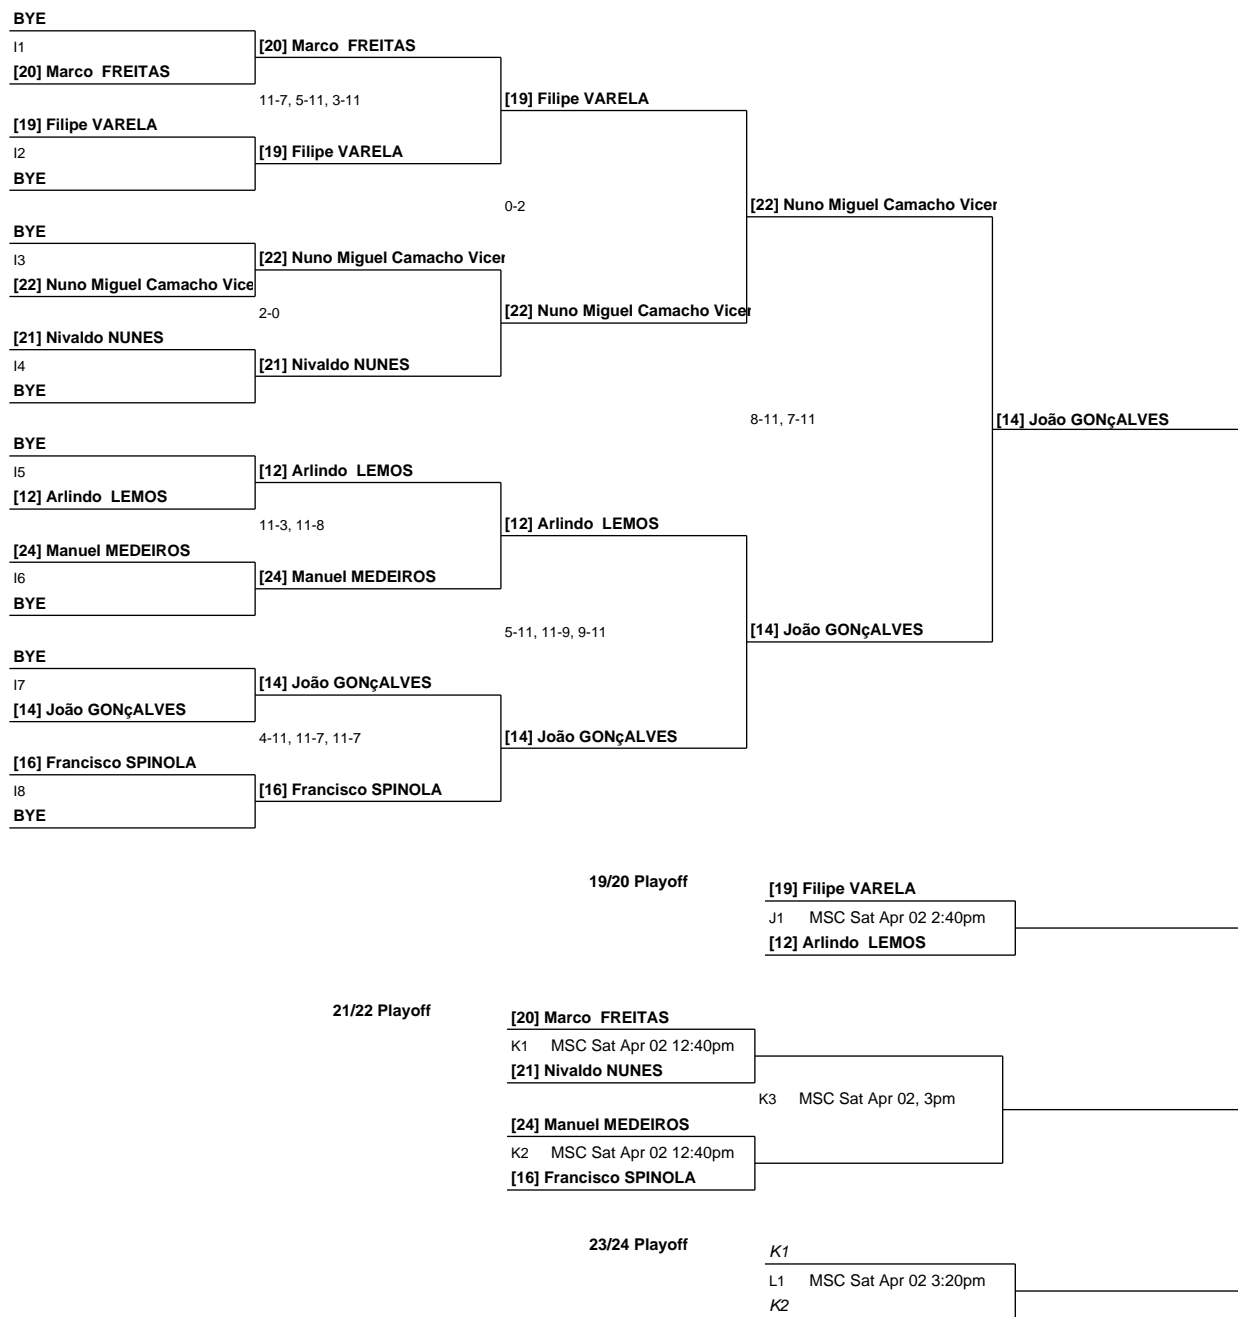 BYE
I1
[20] Marco  FREITAS
[20] Marco  FREITAS
11-7, 5-11, 3-11
[19] Filipe VARELA
[19] Filipe VARELA
I2
[19] Filipe VARELA
BYE
0-2
[22] Nuno Miguel Camacho Vicer
BYE
I3
[22] Nuno Miguel Camacho Vicer
[22] Nuno Miguel Camacho Vice
2-0
[22] Nuno Miguel Camacho Vicer
[21] Nivaldo NUNES
I4
[21] Nivaldo NUNES
BYE
8-11, 7-11
[14] João GONçALVES
BYE
I5
[12] Arlindo  LEMOS
[12] Arlindo  LEMOS
11-3, 11-8
[12] Arlindo  LEMOS
[24] Manuel MEDEIROS
I6
[24] Manuel MEDEIROS
BYE
5-11, 11-9, 9-11
[14] João GONçALVES
BYE
I7
[14] João GONçALVES
[14] João GONçALVES
4-11, 11-7, 11-7
[14] João GONçALVES
[16] Francisco SPINOLA
I8
[16] Francisco SPINOLA
BYE
19/20 Playoff
[19] Filipe VARELA
J1 MSC Sat Apr 02 2:40pm
[12] Arlindo  LEMOS
21/22 Playoff
[20] Marco  FREITAS
K1 MSC Sat Apr 02 12:40pm
[21] Nivaldo NUNES
K3 MSC Sat Apr 02, 3pm
[24] Manuel MEDEIROS
K2 MSC Sat Apr 02 12:40pm
[16] Francisco SPINOLA
23/24 Playoff
K1
L1 MSC Sat Apr 02 3:20pm
K2